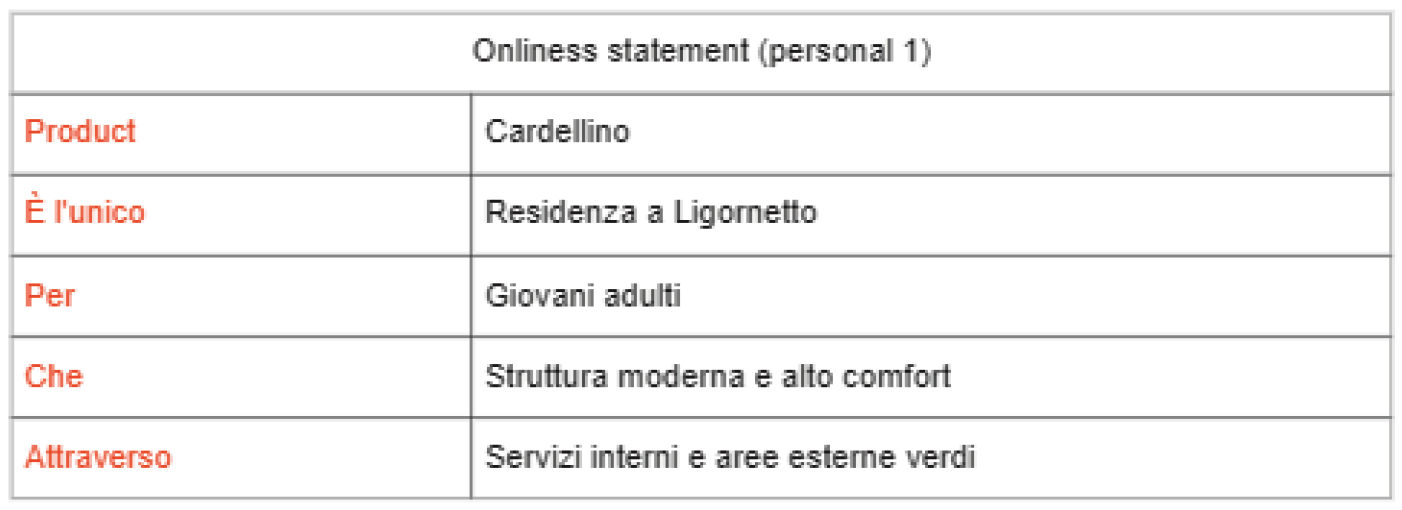 Onliness statement (personal 1)
Product Cardellino
È l'unico Residenza a Ligornetto
Per Giovani adulti
Che Struttura moderna e alto comfort
Attraverso Servizi interni e aree esterne verdi